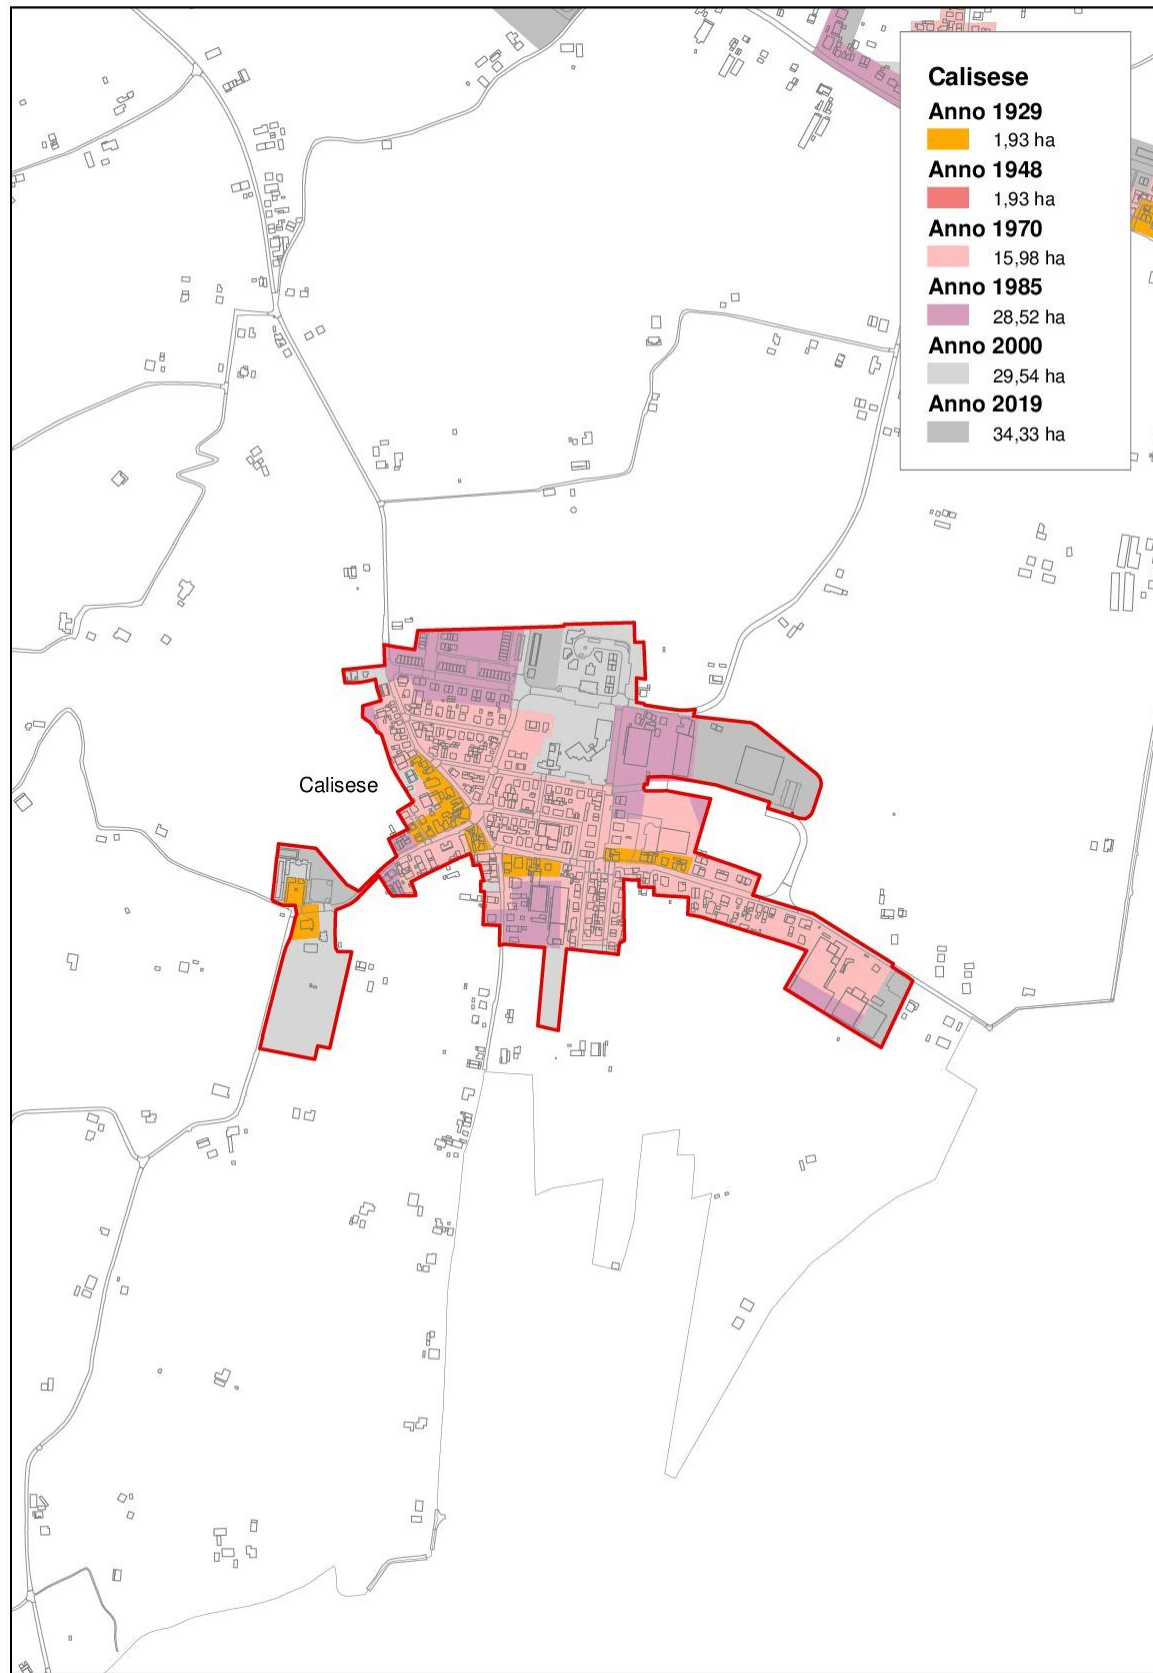 Calisese
Anno 1929
1,93 ha
Anno 1948
1,93 ha
Anno 1970
15,98 ha
Anno 1985
28,52 ha
Anno 2000
29,54 ha
Anno 2019
34,33 ha
Calisese